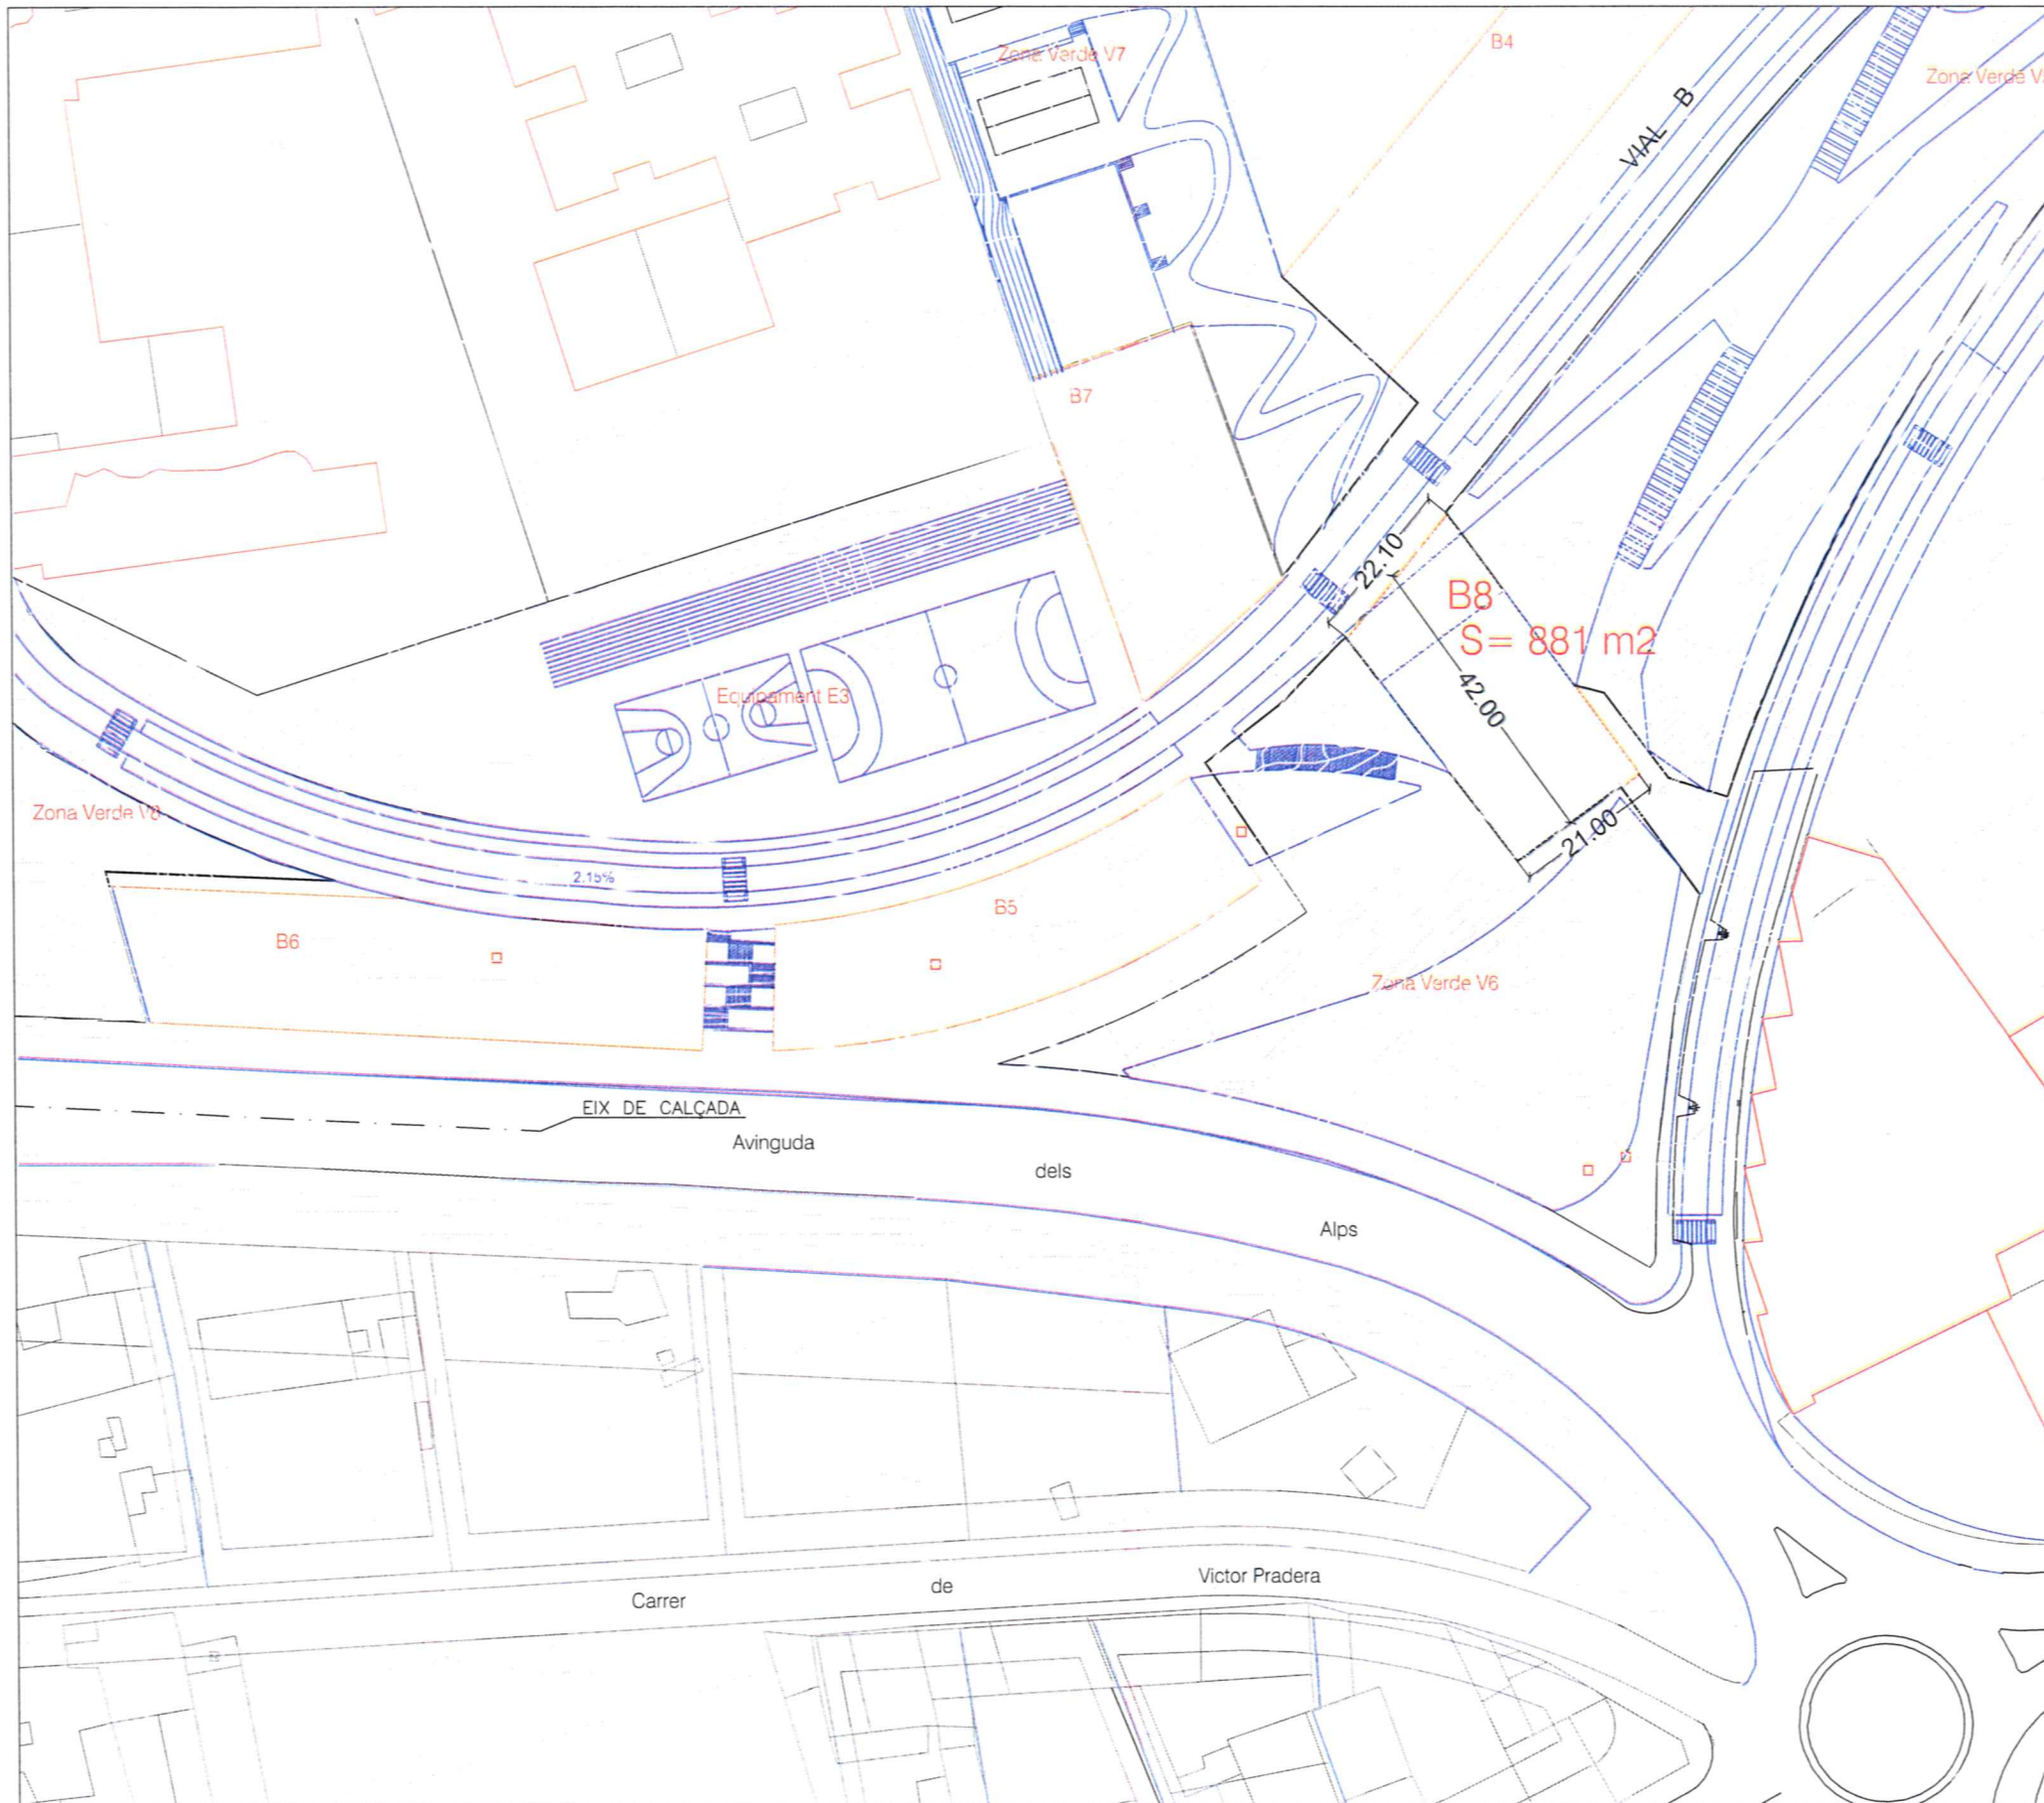 B4
Zona Verde V7
Zona Verde V
VIAL B
B7
22.10
B8
S= 881 m2
42.00
Equipament E3
Zona Verde V8
21.00
2.15%
B5
B6
Zona Verde V6
EIX DE CALÇADA
Avinguda
dels
Alps
Victor Pradera
de
Carrer